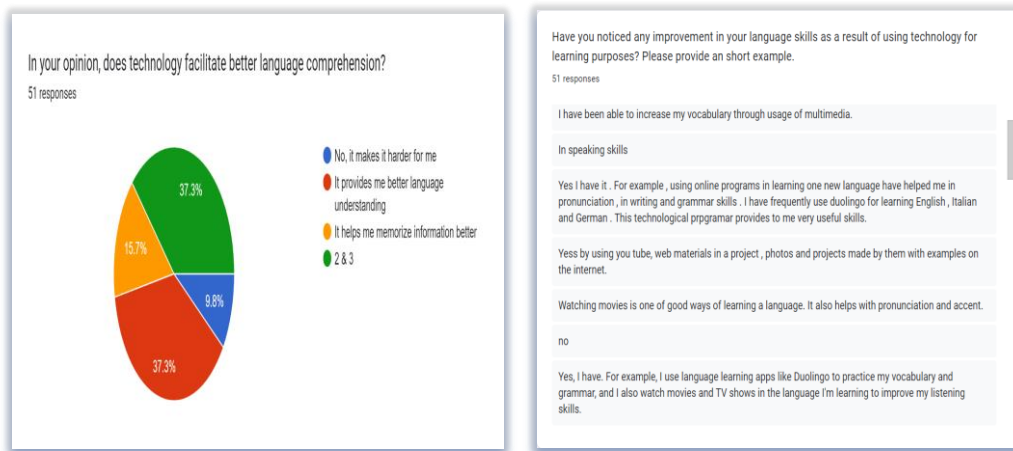 In your opinion, does technology facilitate better language comprehension?
51 responses
No, it makes it harder for me
It provides me better language
understanding
It helps me memorize information better
2 & 3
37.3%
15.7%
9.8%
37.3%
Have you noticed any improvement in your language skills as a result of using technology for
learning purposes? Please provide an short example.
51 responses
I have been able to increase my vocabulary through usage of multimedia.
In speaking skills
Yes I have it . For example , using online programs in learning one new language have helped me in
pronunciation , in writing and grammar skills . I have frequently use duolingo for learning English , Italian
and German . This technological prpgramar provides to me very useful skills.
Yess by using you tube, web materials in a project , photos and projects made by them with examples on
the internet.
Watching movies is one of good ways of learning a language. It also helps with pronunciation and accent.
no
Yes, I have. For example, I use language learning apps like Duolingo to practice my vocabulary and
grammar, and I also watch movies and TV shows in the language I'm learning to improve my listening
skills.